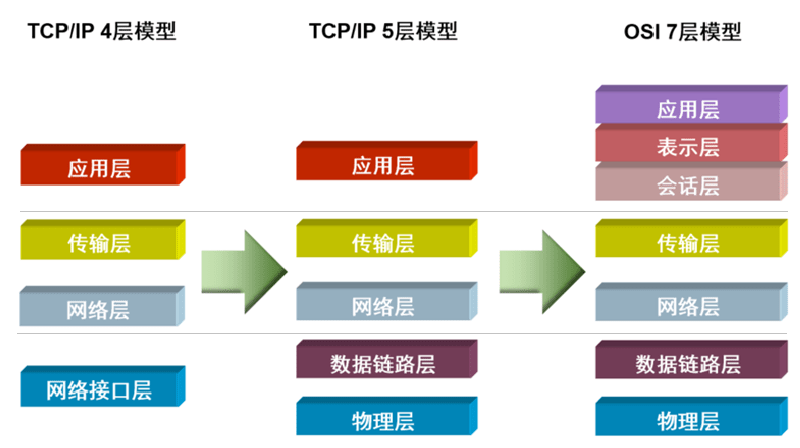 TCP/IP 4层模型
应用层
传输层
网络层
网络接口层
TCP/IP 5层模型
应用层
传输层
网络层
数据链路层
物理层
OSI 7层模型
应用层
表示层
会话层
传输层
网络层
数据链路层
物理层